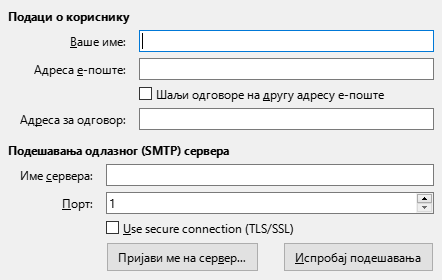 Подаци о кориснику
Ваше име:
Адреса е-поште:
Шаљи одговоре на другу адресу е-поште
Адреса за одговор:
Подешавања одлазног (SMTP) сервера
Име сервера:
Порт: 1
Use secure connection (TLS/SSL)
Пријави ме на сервер... Испробај подешавања